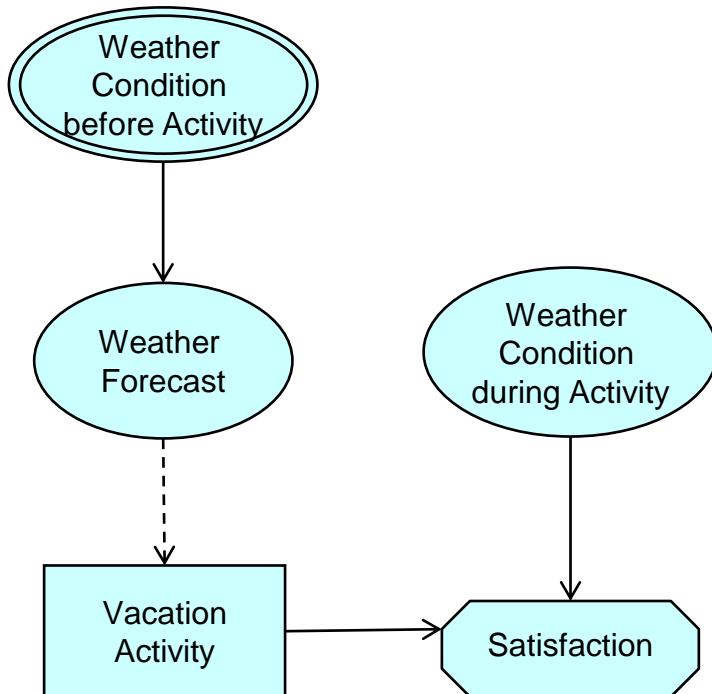 Weather
Condition
before Activity
Weather
Forecast
Weather
Condition
during Activity
Vacation
Activity
Satisfaction